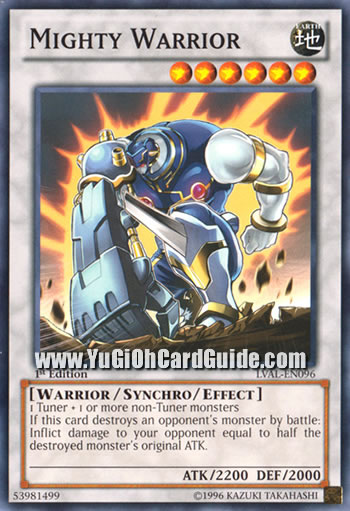 Mighty Warrior
EARTH
地
www.YuGiOhCardGuide.com
1st Edition
LVAL-EN096
[Warrior/Synchro/Effect]
1 Tuner + 1 or more non-Tuner monsters
If this card destroys an opponent's monster by battle:
Inflict damage to your opponent equal to half the
destroyed monster's original ATK.
ATK/2200 DEF/2000
53981499
©1996 KAZUKI TAKAHASHI